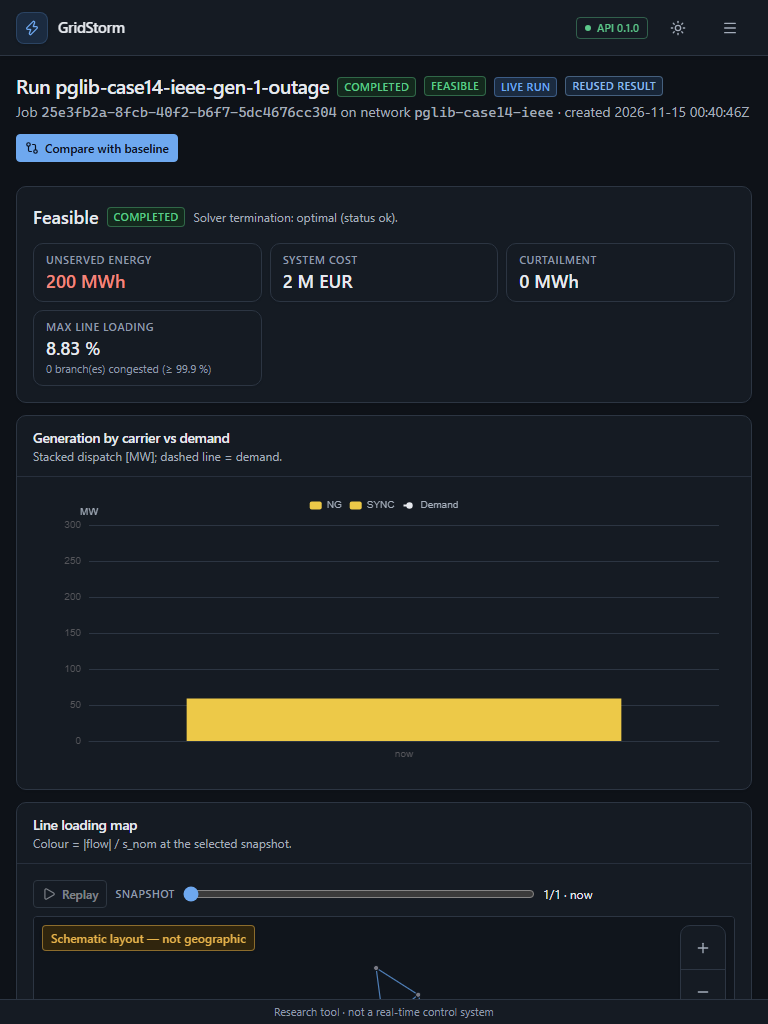 GridStorm
API 0.1.0
Run pglib-case14-ieee-gen-1-outage COMPLETED FEASIBLE LIVE RUN REUSED RESULT
Job 25e3fb2a-8fcb-40f2-b6f7-5dc4676cc304 on network pglib-case14-ieee · created 2026-11-15 00:40:46Z
Compare with baseline
Feasible COMPLETED Solver termination: optimal (status ok).
UNSERVED ENERGY
200 MWh
SYSTEM COST
2 M EUR
CURTAILMENT
0 MWh
MAX LINE LOADING
8.83 %
0 branch(es) congested (≥ 99.9 %)
Generation by carrier vs demand
Stacked dispatch [MW]; dashed line = demand.
NG SYNC Demand
MW
300
250
200
150
100
50
0
now
Line loading map
Colour = |flow| / s_nom at the selected snapshot.
Replay SNAPSHOT 1/1 · now
Schematic layout — not geographic
+
−
Research tool · not a real-time control system